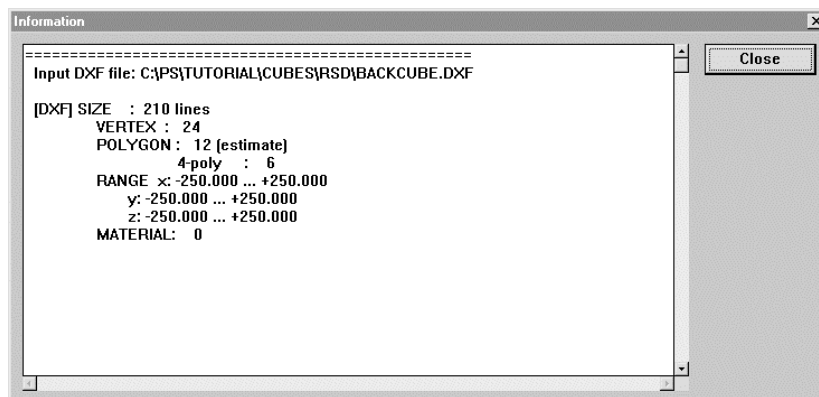 Information
==================================================
Input DXF file: C:\PS\TUTORIAL\CUBES\RSD\BACKCUBE.DXF
[DXF] SIZE : 210 lines
VERTEX : 24
POLYGON : 12 (estimate)
4-poly : 6
RANGE x: -250.000 ... +250.000
y: -250.000 ... +250.000
z: -250.000 ... +250.000
MATERIAL: 0
Close